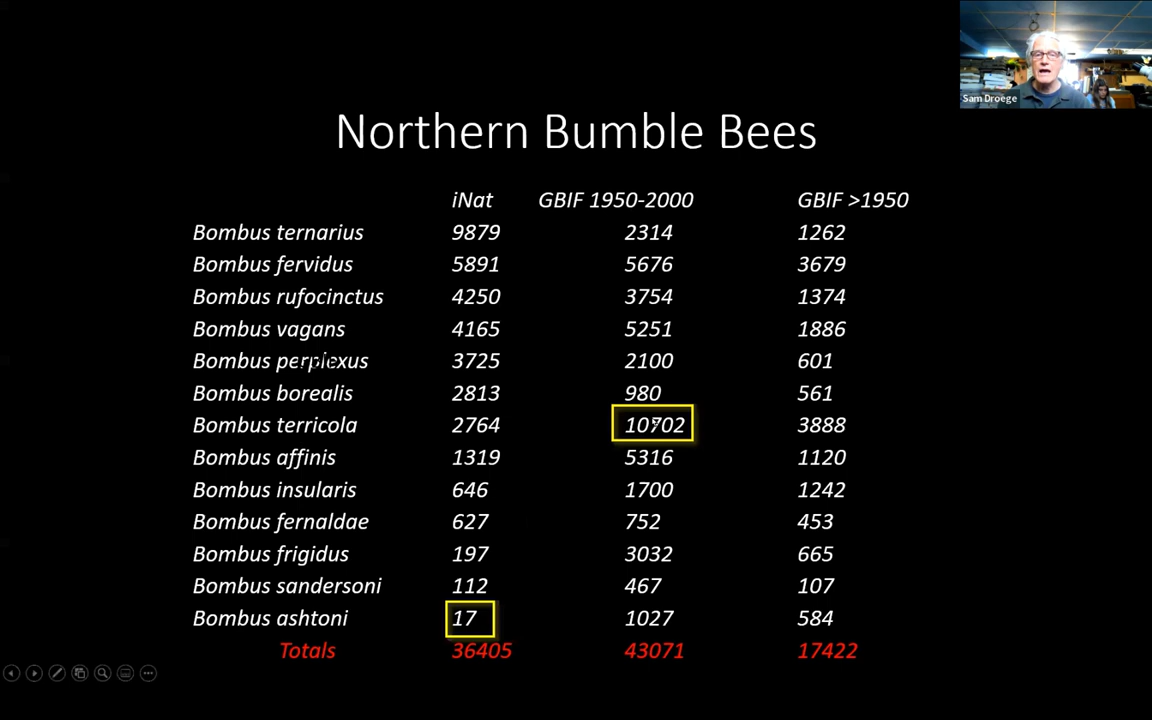 Sam Droege
Northern Bumble Bees
iNat GBIF 1950-2000 GBIF >1950
Bombus ternarius 9879 2314 1262
Bombus fervidus 5891 5676 3679
Bombus rufocinctus 4250 3754 1374
Bombus vagans 4165 5251 1886
Bombus perplexus 3725 2100 601
Bombus borealis 2813 980 561
Bombus terricola 2764 10702 3888
Bombus affinis 1319 5316 1120
Bombus insularis 646 1700 1242
Bombus fernaldae 627 752 453
Bombus frigidus 197 3032 665
Bombus sandersoni 112 467 107
Bombus ashtoni 17 1027 584
Totals 36405 43071 17422